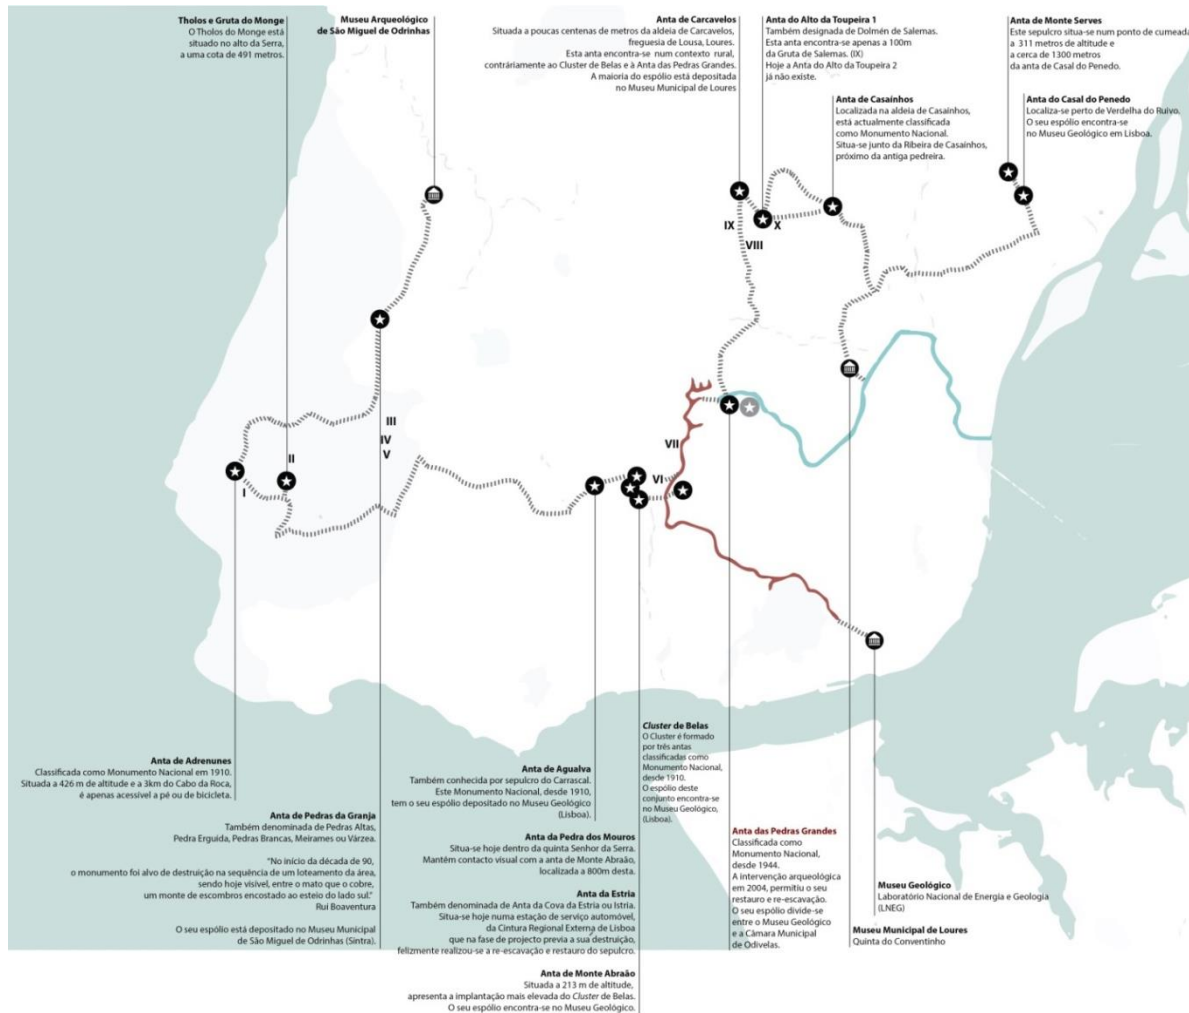 Tholos e Gruta do Monge
O Tholos do Monge está
situado no alto da Serra,
a uma cota de 491 metros.
Museu Arqueológico
de São Miguel de Odrinhas
Anta de Carcavelos
Situada a poucas centenas de metros da aldeia de Carcavelos,
freguesia de Lousa, Loures.
Esta anta encontra-se num contexto rural,
contráriamente ao Cluster de Belas e à Anta das Pedras Grandes.
A maioria do espólio está depositada
no Museu Municipal de Loures
Anta do Alto da Toupeira 1
Também designada de Dolmén de Salemas.
Esta anta encontra-se apenas a 100m
da Gruta de Salemas. (IX)
Hoje a Anta do Alto da Toupeira 2
já não existe.
Anta de Monte Serves
Este sepulcro situa-se num ponto de cumeada
a 311 metros de altitude e
a cerca de 1300 metros
da anta de Casal do Penedo.
Anta de Casaínhos
Localizada na aldeia de Casaínhos,
está actualmente classificada
como Monumento Nacional.
Situa-se junto da Ribeira de Casaínhos,
próximo da antiga pedreira.
Anta do Casal do Penedo
Localiza-se perto de Verdelha do Ruivo.
O seu espólio encontra-se
no Museu Geológico em Lisboa.
IX
X
VIII
III
IV
V
II
I
VII
VI
Anta de Adrenunes
Classificada como Monumento Nacional em 1910.
Situada a 426 m de altitude e a 3km do Cabo da Roca,
é apenas acessível a pé ou de bicicleta.
Anta de Pedras da Granja
Também denominada de Pedras Altas,
Pedra Erguida, Pedras Brancas, Meirames ou Várzea.
"No início da década de 90,
o monumento foi alvo de destruição na sequência de um loteamento da área,
sendo hoje visível, entre o mato que o cobre,
um monte de escombros encostado ao esteio do lado sul."
Rui Boaventura
O seu espólio está depositado no Museu Municipal
de São Miguel de Odrinhas (Sintra).
Anta de Agualva
Também conhecida por sepulcro do Carrascal.
Este Monumento Nacional, desde 1910,
tem o seu espólio depositado no Museu Geológico
(Lisboa).
Anta da Pedra dos Mouros
Situa-se hoje dentro da quinta Senhor da Serra.
Mantém contacto visual com a anta de Monte Abraão,
localizada a 800m desta.
Anta da Estria
Também denominada de Anta da Cova da Estria ou Istria.
Situa-se hoje numa estação de serviço automóvel,
da Cintura Regional Externa de Lisboa
que na fase de projecto previa a sua destruição,
felizmente realizou-se a re-escavação e restauro do sepulcro.
Anta de Monte Abraão
Situada a 213 m de altitude,
apresenta a implantação mais elevada do Cluster de Belas.
O seu espólio encontra-se no Museu Geológico.
Cluster de Belas
O Cluster é formado
por três antas
classificadas como
Monumento Nacional,
desde 1910.
O espólio deste
conjunto encontra-se
no Museu Geológico,
(Lisboa).
Anta das Pedras Grandes
Classificada como
Monumento Nacional,
desde 1944.
A intervenção arqueológica
em 2004, permitiu o seu
restauro e re-escavação.
O seu espólio divide-se
entre o Museu Geológico
e a Câmara Municipal
de Odivelas.
Museu Geológico
Laboratório Nacional de Energia e Geologia
(LNEG)
Museu Municipal de Loures
Quinta do Conventinho